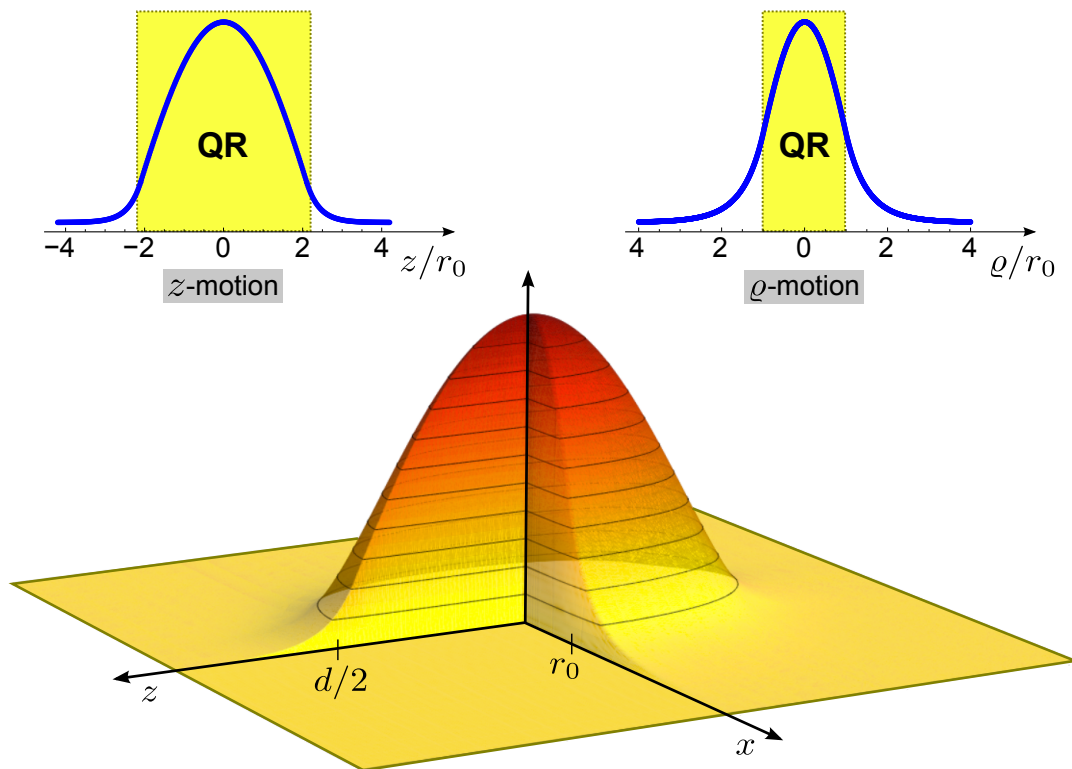 QR
−4 −2 0 2 4 z/r₀
z-motion
QR
4 2 0 2 4 ϱ/r₀
ϱ-motion
d/2
z
r₀
x